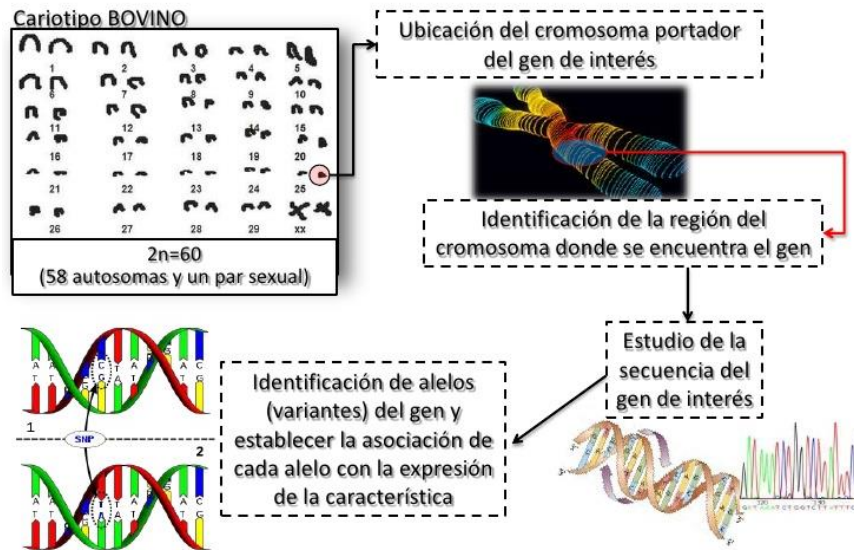 Cariotipo BOVINO
1 2 3 4 5
6 7 8 9 10
11 12 13 14 15
16 17 18 19 20
21 22 23 24 25
26 27 28 29 xx
2n=60
(58 autosomas y un par sexual)
Ubicación del cromosoma portador
del gen de interés
Identificación de la región del
cromosoma donde se encuentra el gen
Estudio de la
secuencia del
gen de interés
Identificación de alelos
(variantes) del gen y
establecer la asociación de
cada alelo con la expresión
de la característica
1
SNP
2